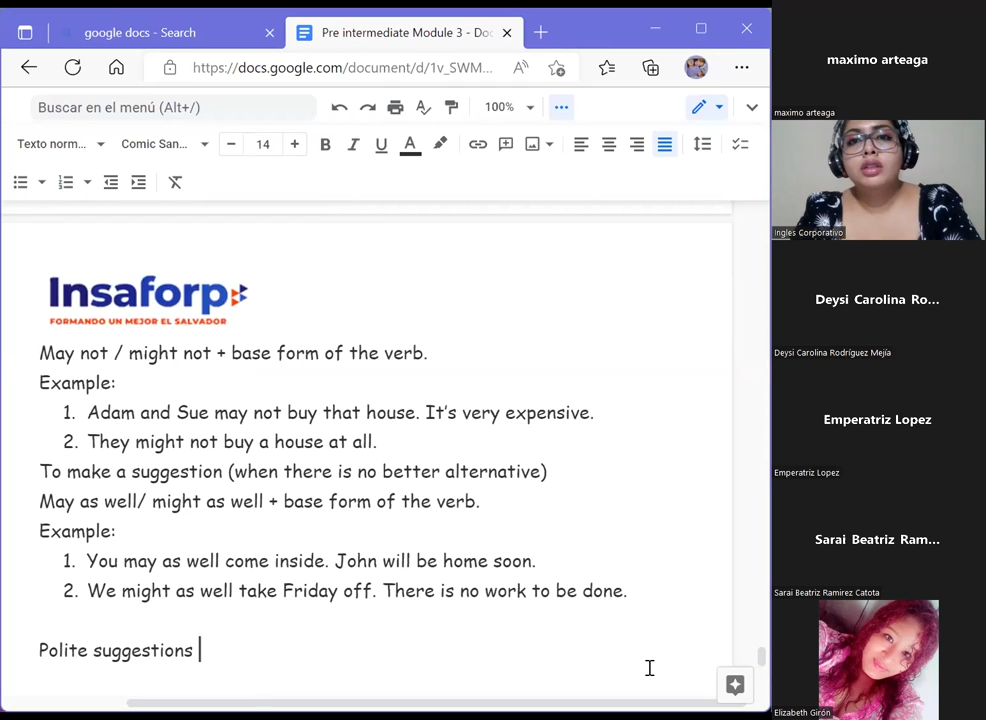 google docs - Search
Pre intermediate Module 3 - Doc
https://docs.google.com/document/d/1v_SWM...
Buscar en el menú (Alt+/)
100%
Texto norm...
Comic San...
14
Insaforp
FORMANDO UN MEJOR EL SALVADOR
May not / might not + base form of the verb.
Example:
1. Adam and Sue may not buy that house. It's very expensive.
2. They might not buy a house at all.
To make a suggestion (when there is no better alternative)
May as well/ might as well + base form of the verb.
Example:
1. You may as well come inside. John will be home soon.
2. We might as well take Friday off. There is no work to be done.
Polite suggestions
maximo arteaga
maximo arteaga
Ingles Corporativo
Deysi Carolina Ro...
Deysi Carolina Rodríguez Mejía
Emperatriz Lopez
Emperatriz Lopez
Sarai Beatriz Ram...
Sarai Beatriz Ramirez Catota
Elizabeth Girón